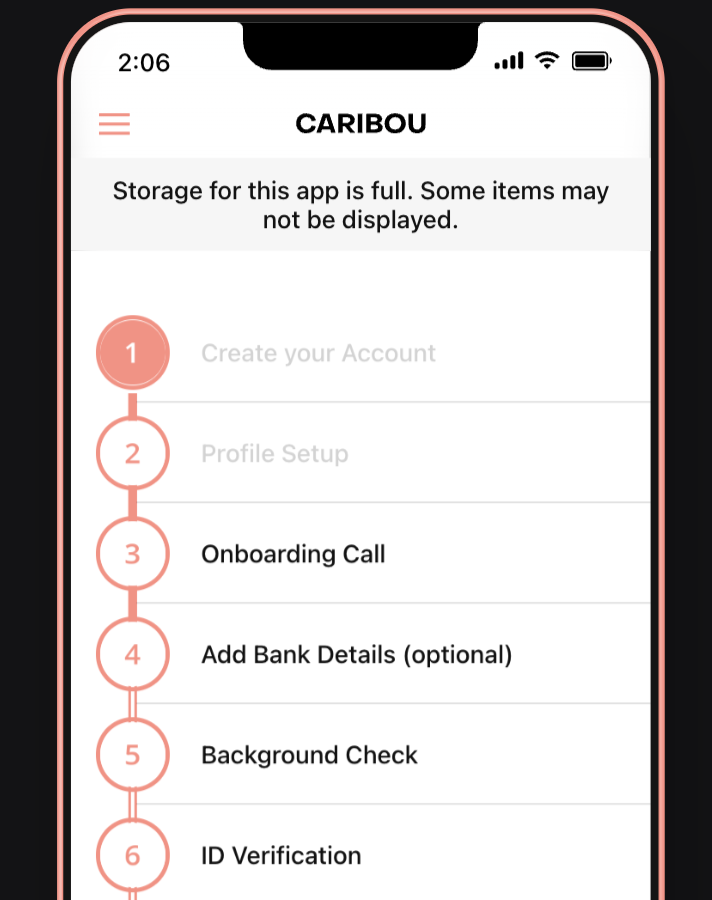 2:06
CARIBOU
Storage for this app is full. Some items may
not be displayed.
1 Create your Account
2 Profile Setup
3 Onboarding Call
4 Add Bank Details (optional)
5 Background Check
6 ID Verification